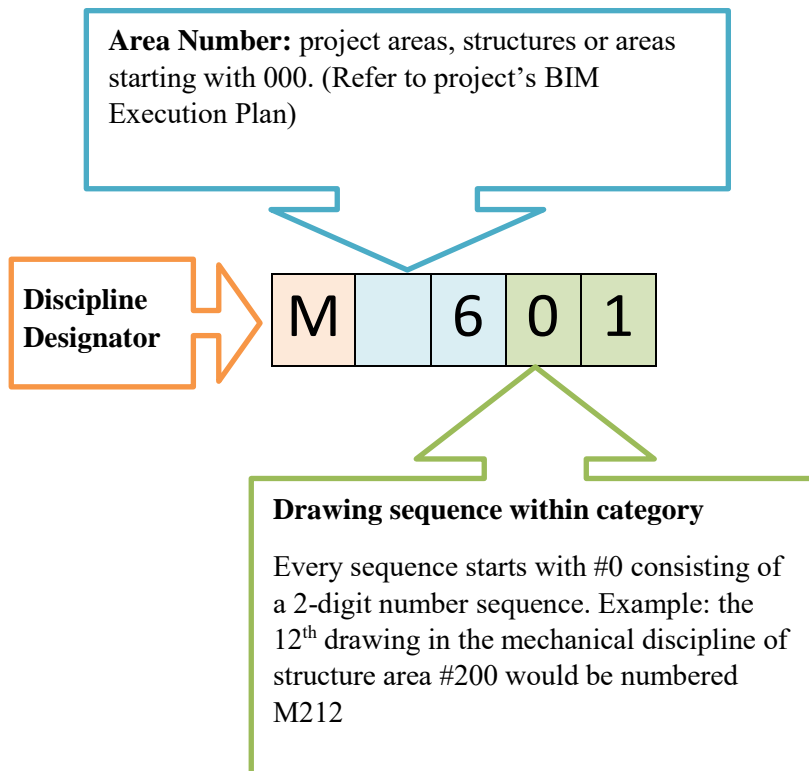 Area Number: project areas, structures or areas
starting with 000. (Refer to project’s BIM
Execution Plan)
Discipline
Designator
M 6 0 1
Drawing sequence within category
Every sequence starts with #0 consisting of
a 2-digit number sequence. Example: the
12th drawing in the mechanical discipline of
structure area #200 would be numbered
M212